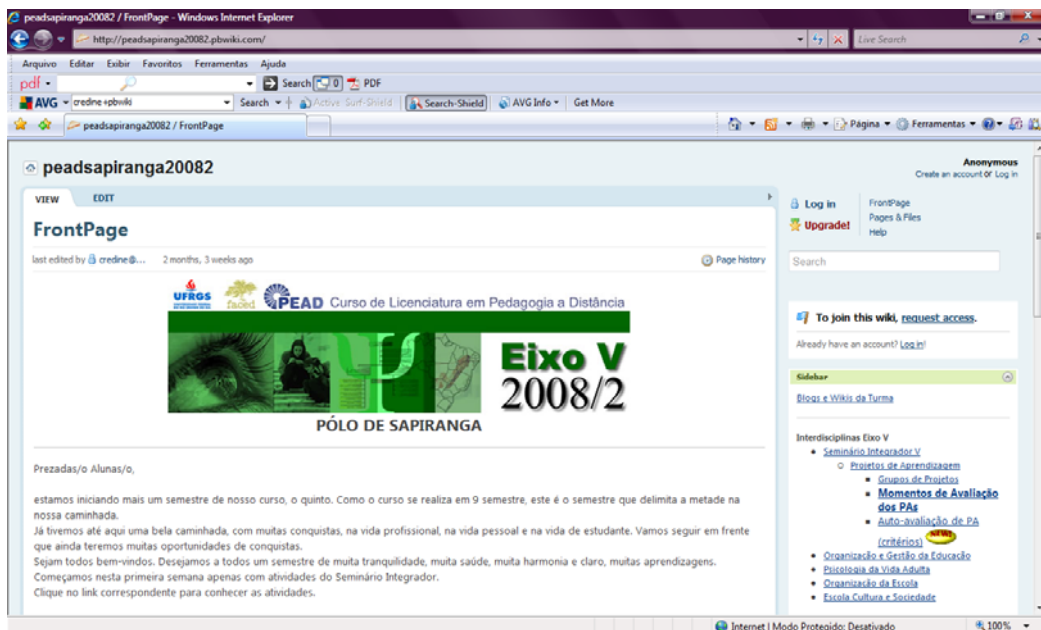 peadsapiranga20082 / FrontPage - Windows Internet Explorer
http://peadsapiranga20082.pbwiki.com/
Live Search
Arquivo Editar Exibir Favoritos Ferramentas Ajuda
pdf Search 0 PDF
AVG credine +pbwiki Search Active Surf-Shield Search-Shield AVG Info Get More
peadsapiranga20082 / FrontPage
Página Ferramentas
peadsapiranga20082
Anonymous
Create an account or Log in
VIEW EDIT
FrontPage
last edited by credine@... 2 months, 3 weeks ago
Page history
UFRGS faced PEAD Curso de Licenciatura em Pedagogia a Distância
Eixo V
2008/2
PÓLO DE SAPIRANGA
Prezadas/o Alunas/o,
estamos iniciando mais um semestre de nosso curso, o quinto. Como o curso se realiza em 9 semestre, este é o semestre que delimita a metade na
nossa caminhada.
Já tivemos até aqui uma bela caminhada, com muitas conquistas, na vida profissional, na vida pessoal e na vida de estudante. Vamos seguir em frente
que ainda teremos muitas oportunidades de conquistas.
Sejam todos bem-vindos. Desejamos a todos um semestre de muita tranquilidade, muita saúde, muita harmonia e claro, muitas aprendizagens.
Começamos nesta primeira semana apenas com atividades do Seminário Integrador.
Clique no link correspondente para conhecer as atividades.
Log in
Upgrade!
FrontPage
Pages & Files
Help
Search
To join this wiki, request access.
Already have an account? Log in!
Sidebar
Blogs e Wikis da Turma
Interdisciplinas Eixo V
Seminário Integrador V
Projetos de Aprendizagem
Grupos de Projetos
Momentos de Avaliação
dos PAs
Auto-avaliação de PA
(critérios) NEW!
Organização e Gestão da Educação
Psicologia da Vida Adulta
Organização da Escola
Escola Cultura e Sociedade
Internet | Modo Protegido: Desativado
100%